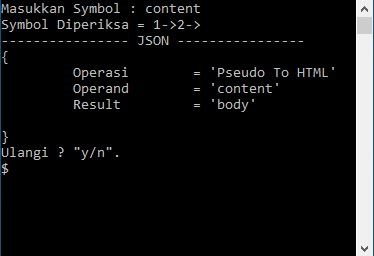 Masukkan Symbol : content
Symbol Diperiksa = 1->2->
---------------- JSON ----------------
{
        Operasi        = 'Pseudo To HTML'
        Operand        = 'content'
        Result         = 'body'

}
Ulangi ? "y/n".
$